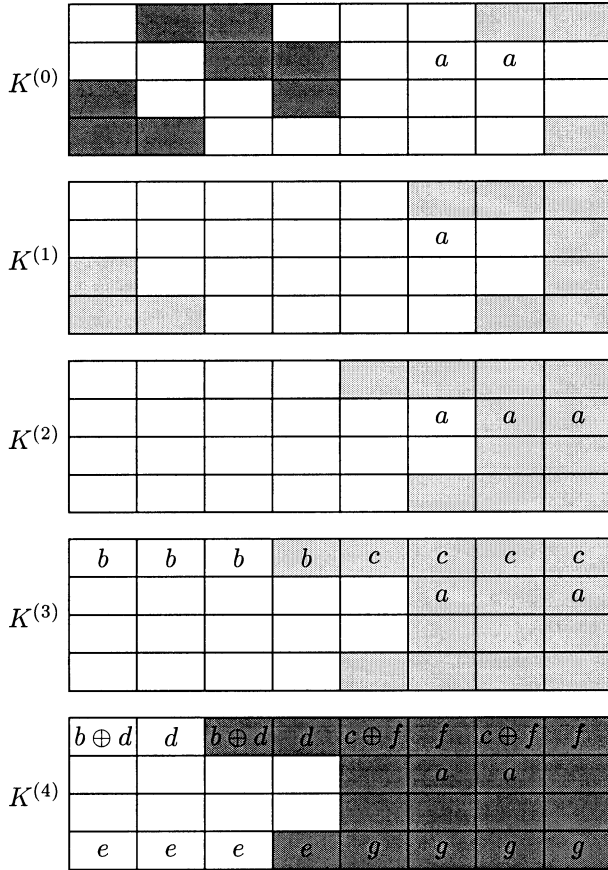 K^{(0)} a a
K^{(1)} a
K^{(2)} a a a
K^{(3)} b b b b c c c c
a a
K^{(4)} b ⊕ d d b ⊕ d d c ⊕ f f c ⊕ f f
a a
e e e e g g g g